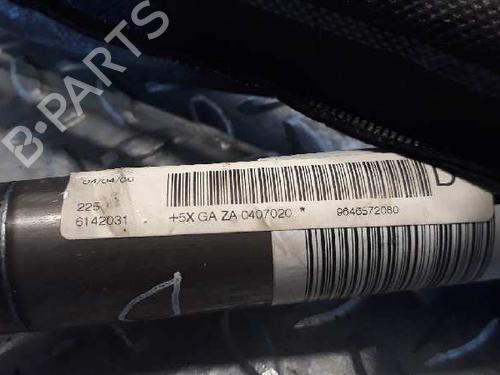 B-PARTS
04/04/06
D
225
6142031
+5X GA ZA 0407020 *
9646572080